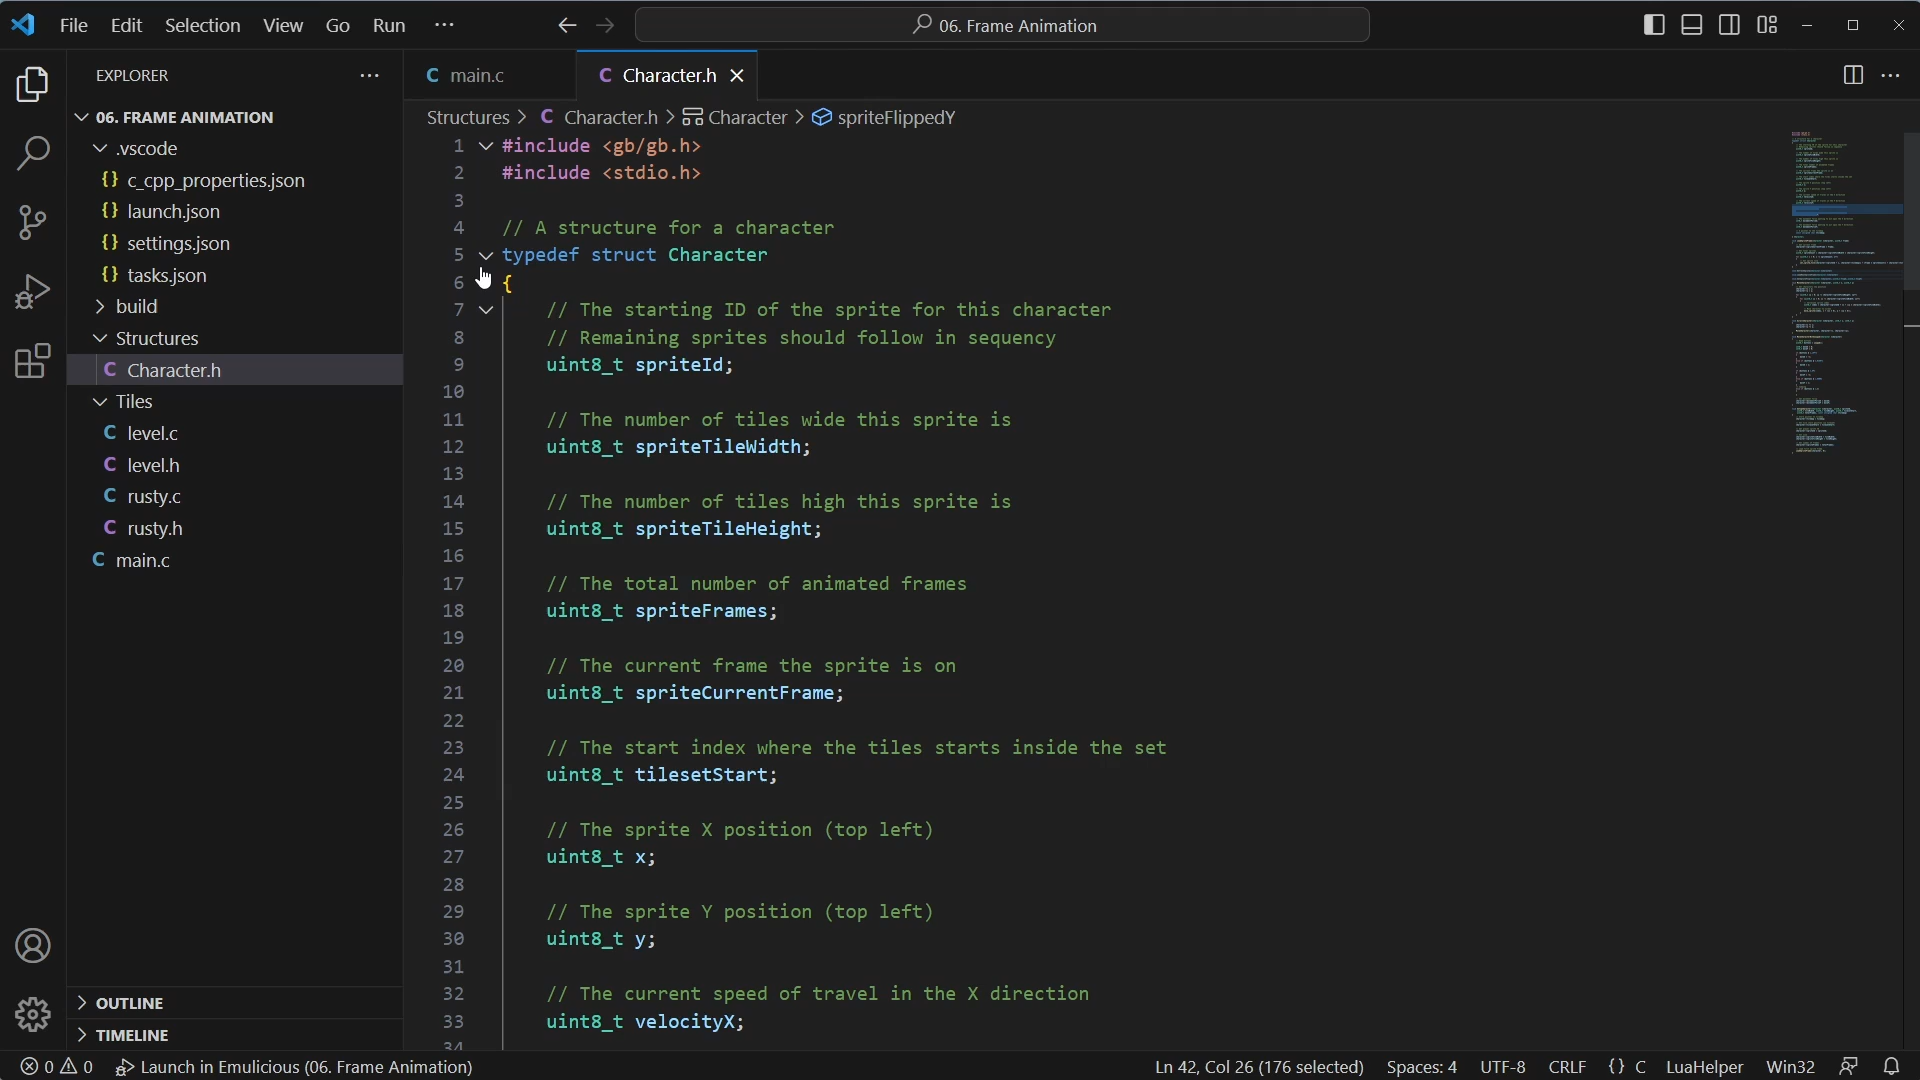 File Edit Selection View Go Run ···
06. Frame Animation
EXPLORER ···
06. FRAME ANIMATION
.vscode
{} c_cpp_properties.json
{} launch.json
{} settings.json
{} tasks.json
build
Structures
C Character.h
Tiles
C level.c
C level.h
C rusty.c
C rusty.h
C main.c
OUTLINE
TIMELINE
C main.c
C Character.h
Structures > C Character.h > Character > spriteFlippedY
1 #include <gb/gb.h>
2 #include <stdio.h>
3
4 // A structure for a character
5 typedef struct Character
6 {
7 // The starting ID of the sprite for this character
8 // Remaining sprites should follow in sequency
9 uint8_t spriteId;
10
11 // The number of tiles wide this sprite is
12 uint8_t spriteTileWidth;
13
14 // The number of tiles high this sprite is
15 uint8_t spriteTileHeight;
16
17 // The total number of animated frames
18 uint8_t spriteFrames;
19
20 // The current frame the sprite is on
21 uint8_t spriteCurrentFrame;
22
23 // The start index where the tiles starts inside the set
24 uint8_t tilesetStart;
25
26 // The sprite X position (top left)
27 uint8_t x;
28
29 // The sprite Y position (top left)
30 uint8_t y;
31
32 // The current speed of travel in the X direction
33 uint8_t velocityX;
34
0 0 Launch in Emulicious (06. Frame Animation)
Ln 42, Col 26 (176 selected) Spaces: 4 UTF-8 CRLF {} C LuaHelper Win32